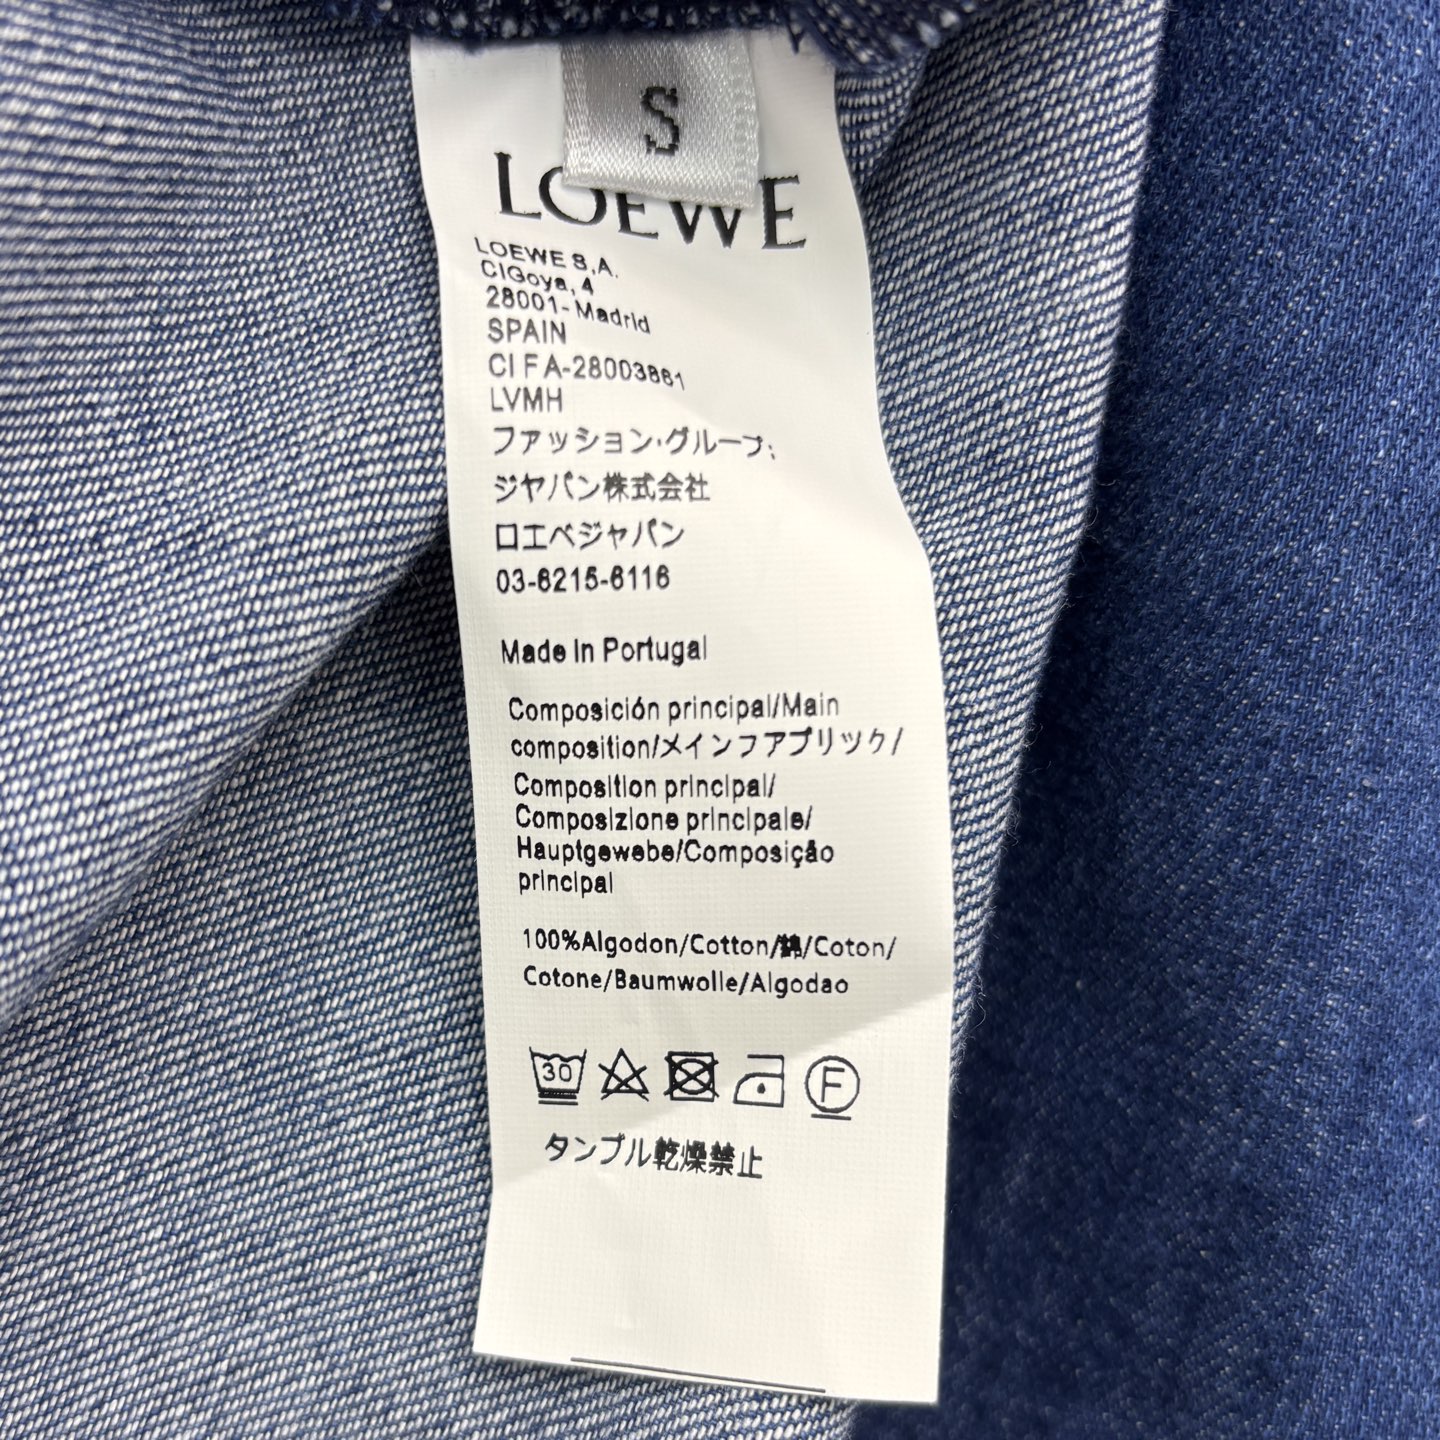 S
LOEWE
LOEWE S,A.
C/Goya, 4
28001-Madrid
SPAIN
CIF A-28003861
LVMH
ファッション・グループ;
ジャパン株式会社
ロエベジャパン
03-6215-6116
Made In Portugal
Composición principal/Main
composition/メインファブリック/
Composition principal/
Composizione principale/
Hauptgewebe/Composição
principal
100%Algodon/Cotton/綿/Coton/
Cotone/Baumwolle/Algodao
30
F
タンブル乾燥禁止